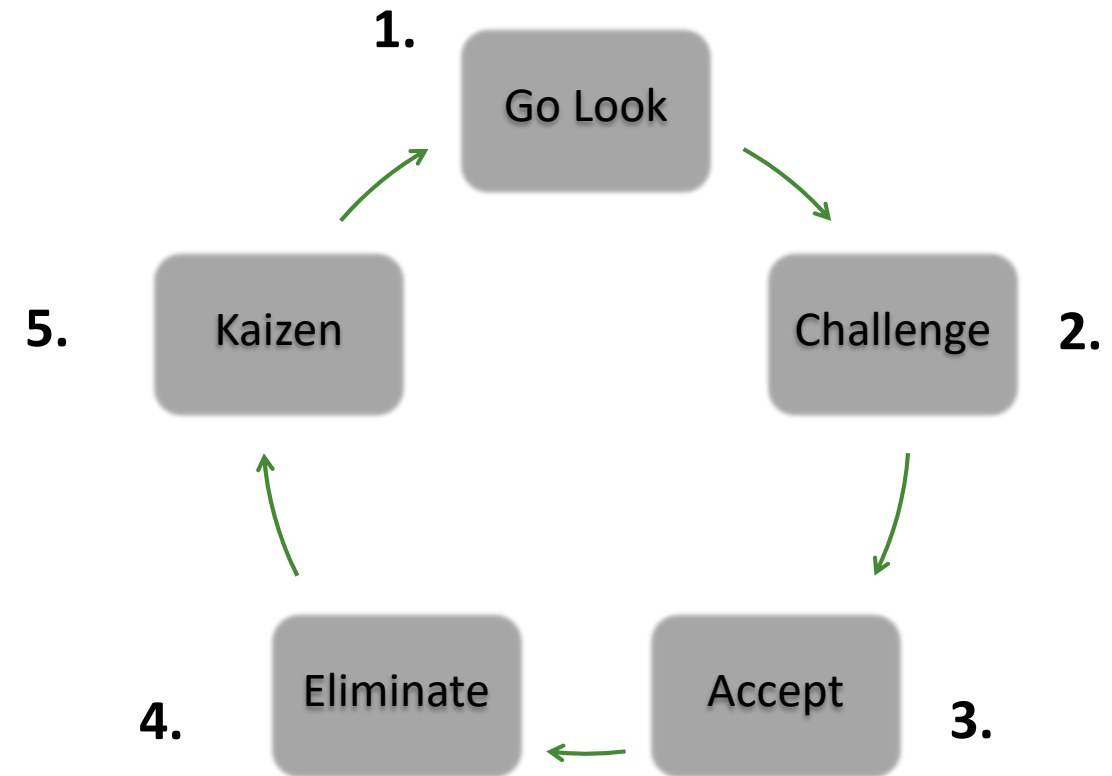 1.
Go Look
Challenge
2.
Accept
3.
Eliminate
4.
Kaizen
5.